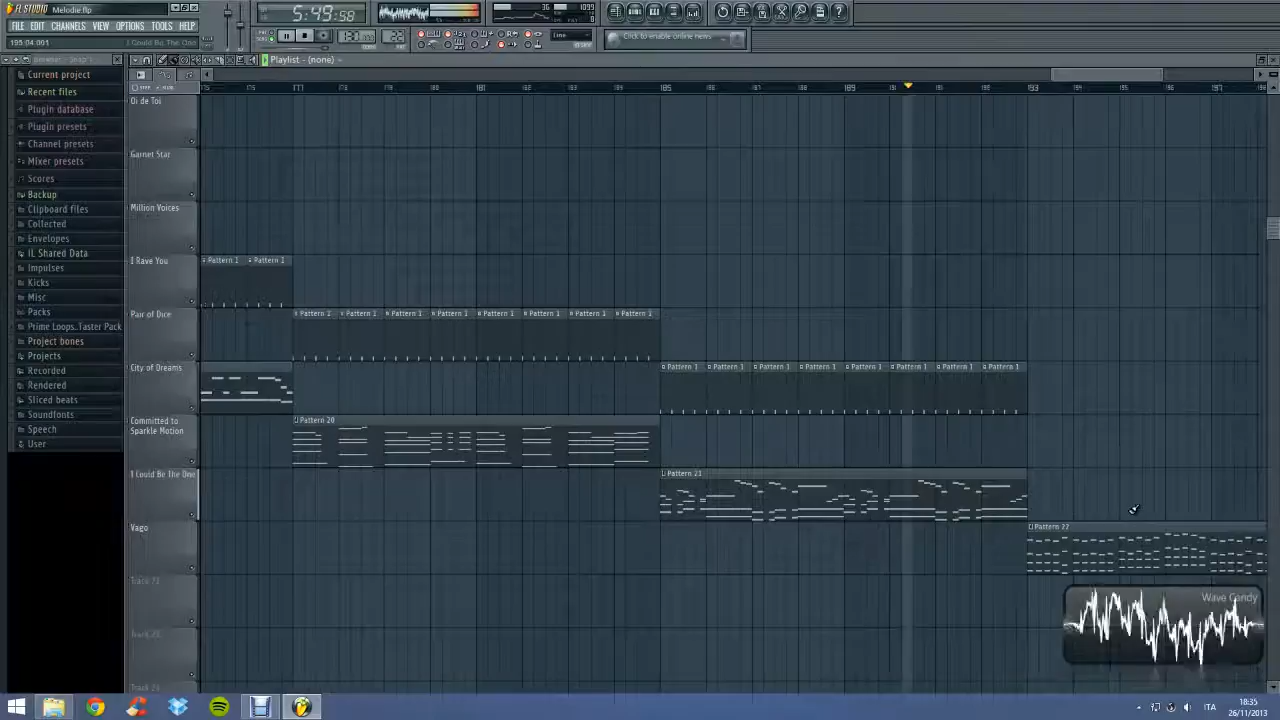 FL STUDIO Melodie.flp
FILE EDIT CHANNELS VIEW OPTIONS TOOLS HELP
5:49:58
Line
Click to enable online news
Playlist - (none)
Current project
Recent files
Plugin database
Plugin presets
Channel presets
Mixer presets
Scores
Backup
Clipboard files
Collected
Envelopes
IL Shared Data
Impulses
Kicks
Misc
Packs
Prime Loops..Taster Pack
Project bones
Projects
Recorded
Rendered
Sliced beats
Soundfonts
Speech
User
Oi de Toi
Garnet Star
Million Voices
I Rave You
Pattern 1 Pattern 1
Pair of Dice
Pattern 1 Pattern 1 Pattern 1 Pattern 1 Pattern 1 Pattern 1 Pattern 1 Pattern 1
City of Dreams
Pattern 1 Pattern 1 Pattern 1 Pattern 1 Pattern 1 Pattern 1 Pattern 1 Pattern 1
Committed to
Sparkle Motion
Pattern 20
I Could Be The One
Pattern 21
Vago
Pattern 22
Wave Candy
ITA
18:35
26/11/2013